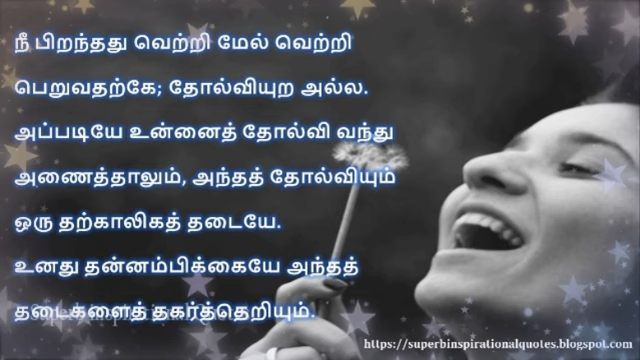 நீ பிறந்தது வெற்றி மேல் வெற்றி
பெறுவதற்கே; தோல்வியுற அல்ல.
அப்படியே உன்னைத் தோல்வி வந்து
அணைத்தாலும், அந்தத் தோல்வியும்
ஒரு தற்காலிகத் தடையே.
உனது தன்னம்பிக்கையே அந்தத்
தடைகளைத் தகர்த்தெறியும்.
https://superbinspirationalquotes.blogspot.com